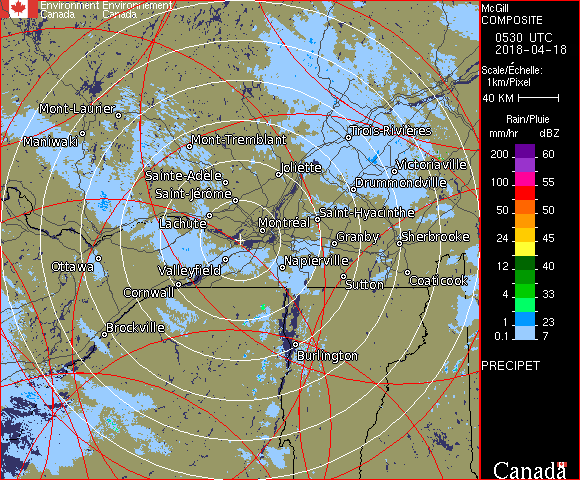 Environment Environnement
Canada Canada
McGill
COMPOSITE
0530 UTC
2018-04-18
Scale/Échelle:
1km/Pixel
40 KM
Rain/Pluie
mm/hr dBZ
200 60
100 55
50 50
24 45
12 40
4 33
1 23
0.1 7
PRECIPET
Mont-Laurier
Maniwaki
Mont-Tremblant
Trois-Rivières
Joliette
Victoriaville
Sainte-Adèle
Drummondville
Saint-Jérôme
Saint-Hyacinthe
Lachute
Montréal
Granby
Sherbrooke
Ottawa
Valleyfield
Napierville
Sutton
Coaticook
Cornwall
Brockville
Burlington
Canada